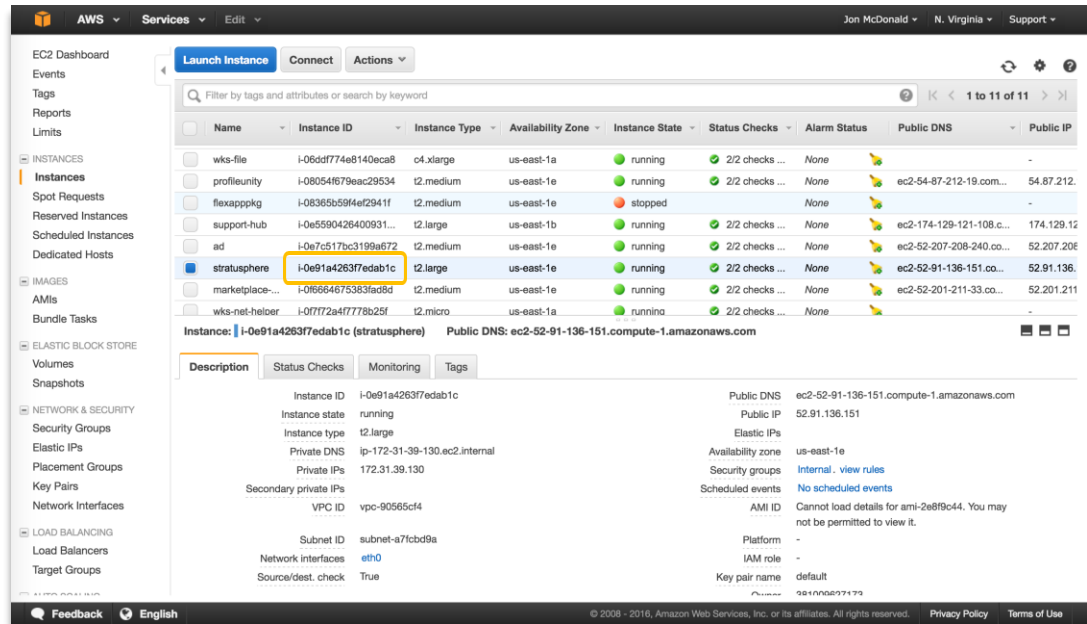 AWS Services Edit Jon McDonald N. Virginia Support
EC2 Dashboard
Events
Tags
Reports
Limits
INSTANCES
Instances
Spot Requests
Reserved Instances
Scheduled Instances
Dedicated Hosts
IMAGES
AMIs
Bundle Tasks
ELASTIC BLOCK STORE
Volumes
Snapshots
NETWORK & SECURITY
Security Groups
Elastic IPs
Placement Groups
Key Pairs
Network Interfaces
LOAD BALANCING
Load Balancers
Target Groups
AUTO SCALING
Launch Instance Connect Actions
Filter by tags and attributes or search by keyword 1 to 11 of 11
Name Instance ID Instance Type Availability Zone Instance State Status Checks Alarm Status Public DNS Public IP
wks-file i-06ddf774e8140eca8 c4.xlarge us-east-1a running 2/2 checks ... None -
profileunity i-08054f679eac29534 t2.medium us-east-1e running 2/2 checks ... None ec2-54-87-212-19.com... 54.87.212.
flexapppkg i-08365b59f4ef2941f t2.medium us-east-1e stopped None -
support-hub i-0e5590426400931... t2.large us-east-1b running 2/2 checks ... None ec2-174-129-121-108.c... 174.129.12
ad i-0e7c517bc3199a672 t2.medium us-east-1e running 2/2 checks ... None ec2-52-207-208-240.co... 52.207.208
stratusphere i-0e91a4263f7edab1c t2.large us-east-1e running 2/2 checks ... None ec2-52-91-136-151.co... 52.91.136.
marketplace-... i-0f6664675383fad8d t2.medium us-east-1e running 2/2 checks ... None ec2-52-201-211-33.co... 52.201.211
wks-net-helper i-0f7f72a4f7778b25f t2.micro us-east-1a running 2/2 checks ... None -
Instance: i-0e91a4263f7edab1c (stratusphere) Public DNS: ec2-52-91-136-151.compute-1.amazonaws.com
Description Status Checks Monitoring Tags
Instance ID i-0e91a4263f7edab1c Public DNS ec2-52-91-136-151.compute-1.amazonaws.com
Instance state running Public IP 52.91.136.151
Instance type t2.large Elastic IPs
Private DNS ip-172-31-39-130.ec2.internal Availability zone us-east-1e
Private IPs 172.31.39.130 Security groups Internal. view rules
Secondary private IPs Scheduled events No scheduled events
VPC ID vpc-90565cf4 AMI ID Cannot load details for ami-2e8f9c44. You may
not be permitted to view it.
Subnet ID subnet-a7fcbd9a Platform -
Network interfaces eth0 IAM role -
Source/dest. check True Key pair name default
Owner 381009637173
Feedback English © 2008 - 2016, Amazon Web Services, Inc. or its affiliates. All rights reserved. Privacy Policy Terms of Use